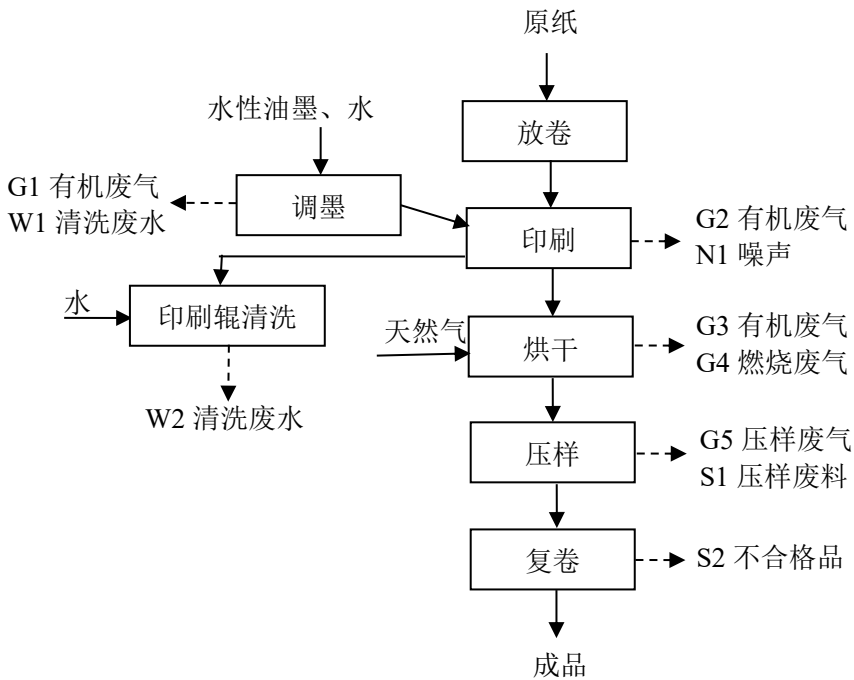 原纸
水性油墨、水
放卷
G1 有机废气
W1 清洗废水
调墨
印刷
G2 有机废气
N1 噪声
水
印刷辊清洗
天然气
烘干
G3 有机废气
G4 燃烧废气
W2 清洗废水
压样
G5 压样废气
S1 压样废料
复卷
S2 不合格品
成品